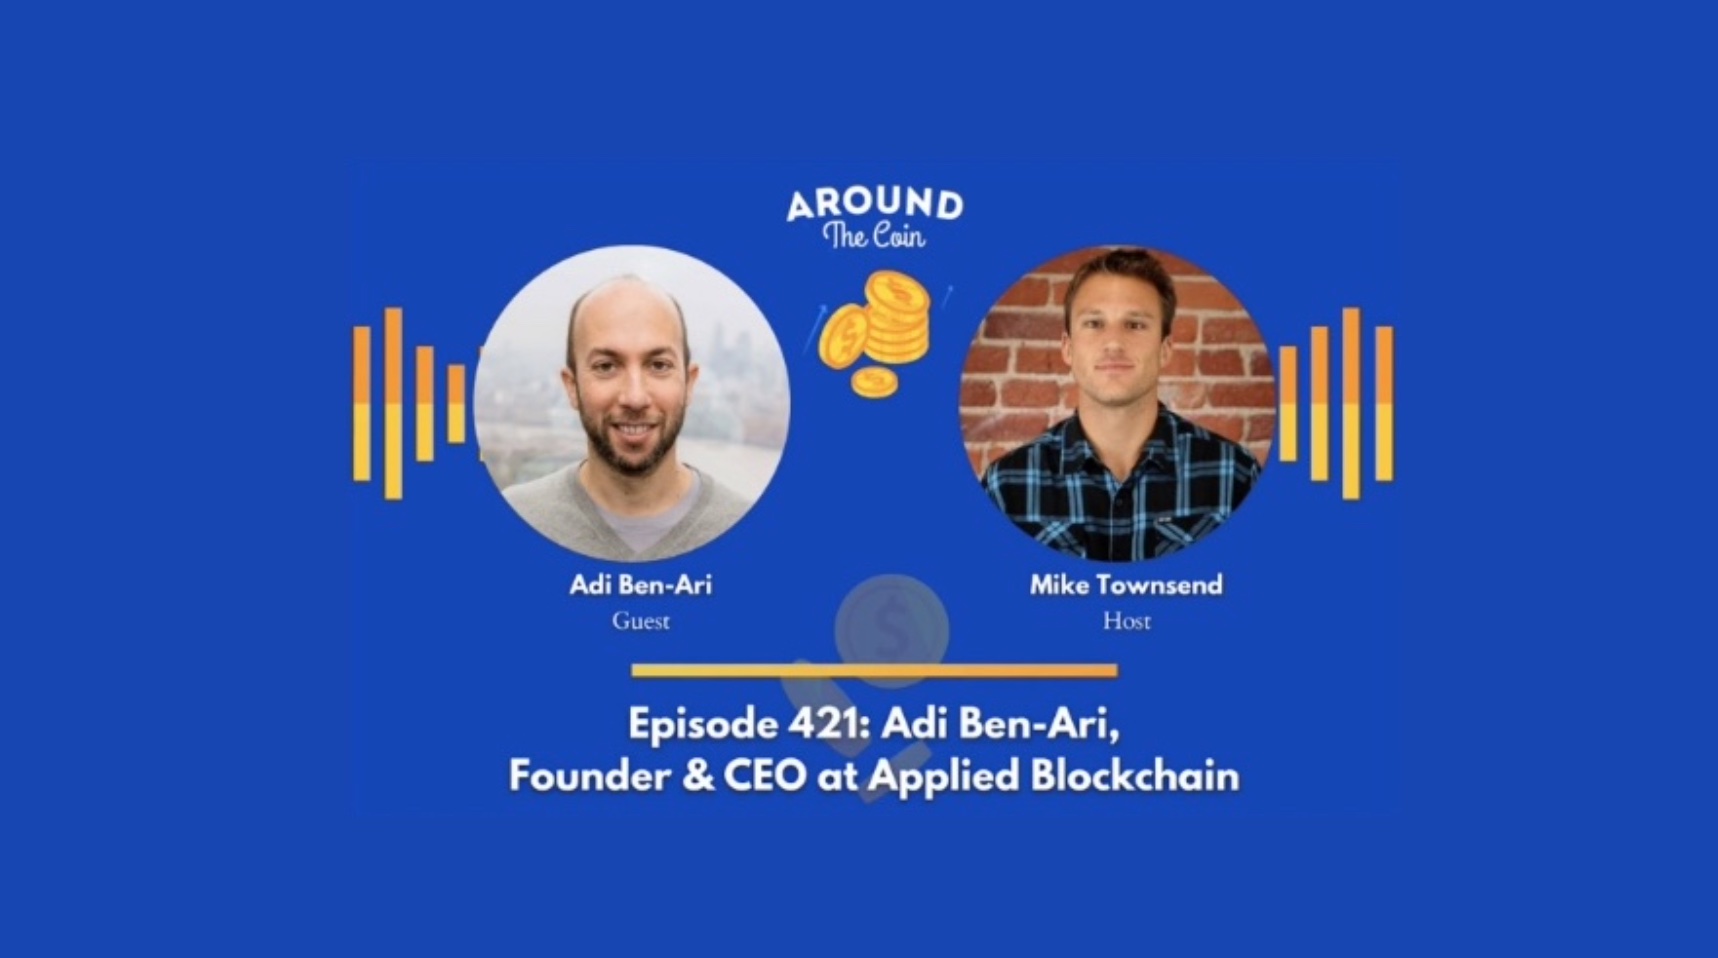 AROUND
The Coin
Adi Ben-Ari
Guest
Mike Townsend
Host
Episode 421: Adi Ben-Ari,
Founder & CEO at Applied Blockchain